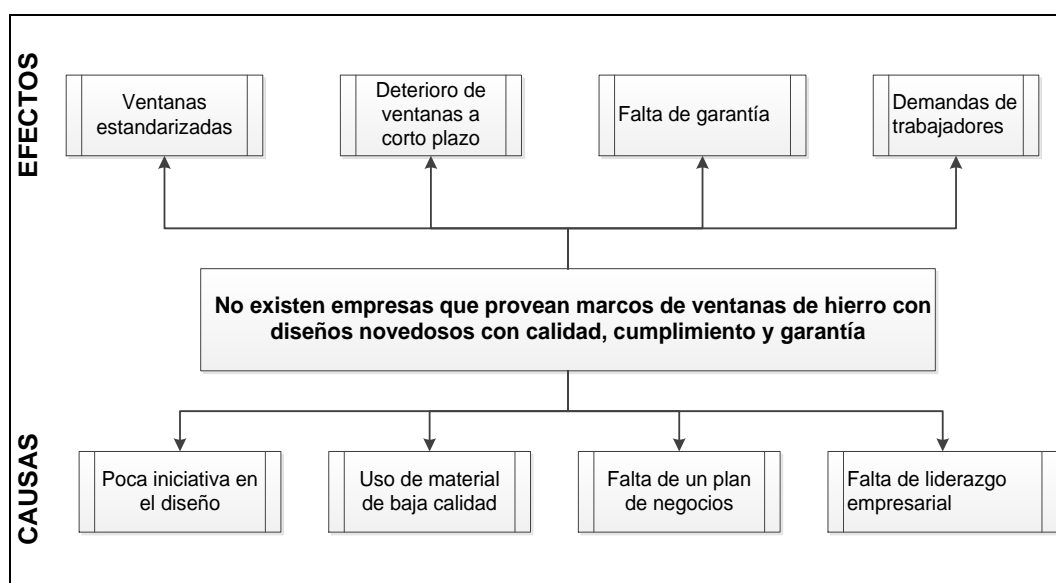 EFECTOS
Ventanas
estandarizadas
Deterioro de
ventanas a
corto plazo
Falta de garantía
Demandas de
trabajadores
No existen empresas que provean marcos de ventanas de hierro con
diseños novedosos con calidad, cumplimiento y garantía
CAUSAS
Poca iniciativa en
el diseño
Uso de material
de baja calidad
Falta de un plan
de negocios
Falta de liderazgo
empresarial